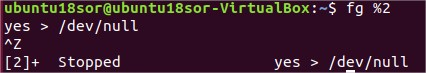 ubuntu18sor@ubuntu18sor-VirtualBox:~$ fg %2
yes > /dev/null
^Z
[2]+  Stopped                 yes > /dev/null